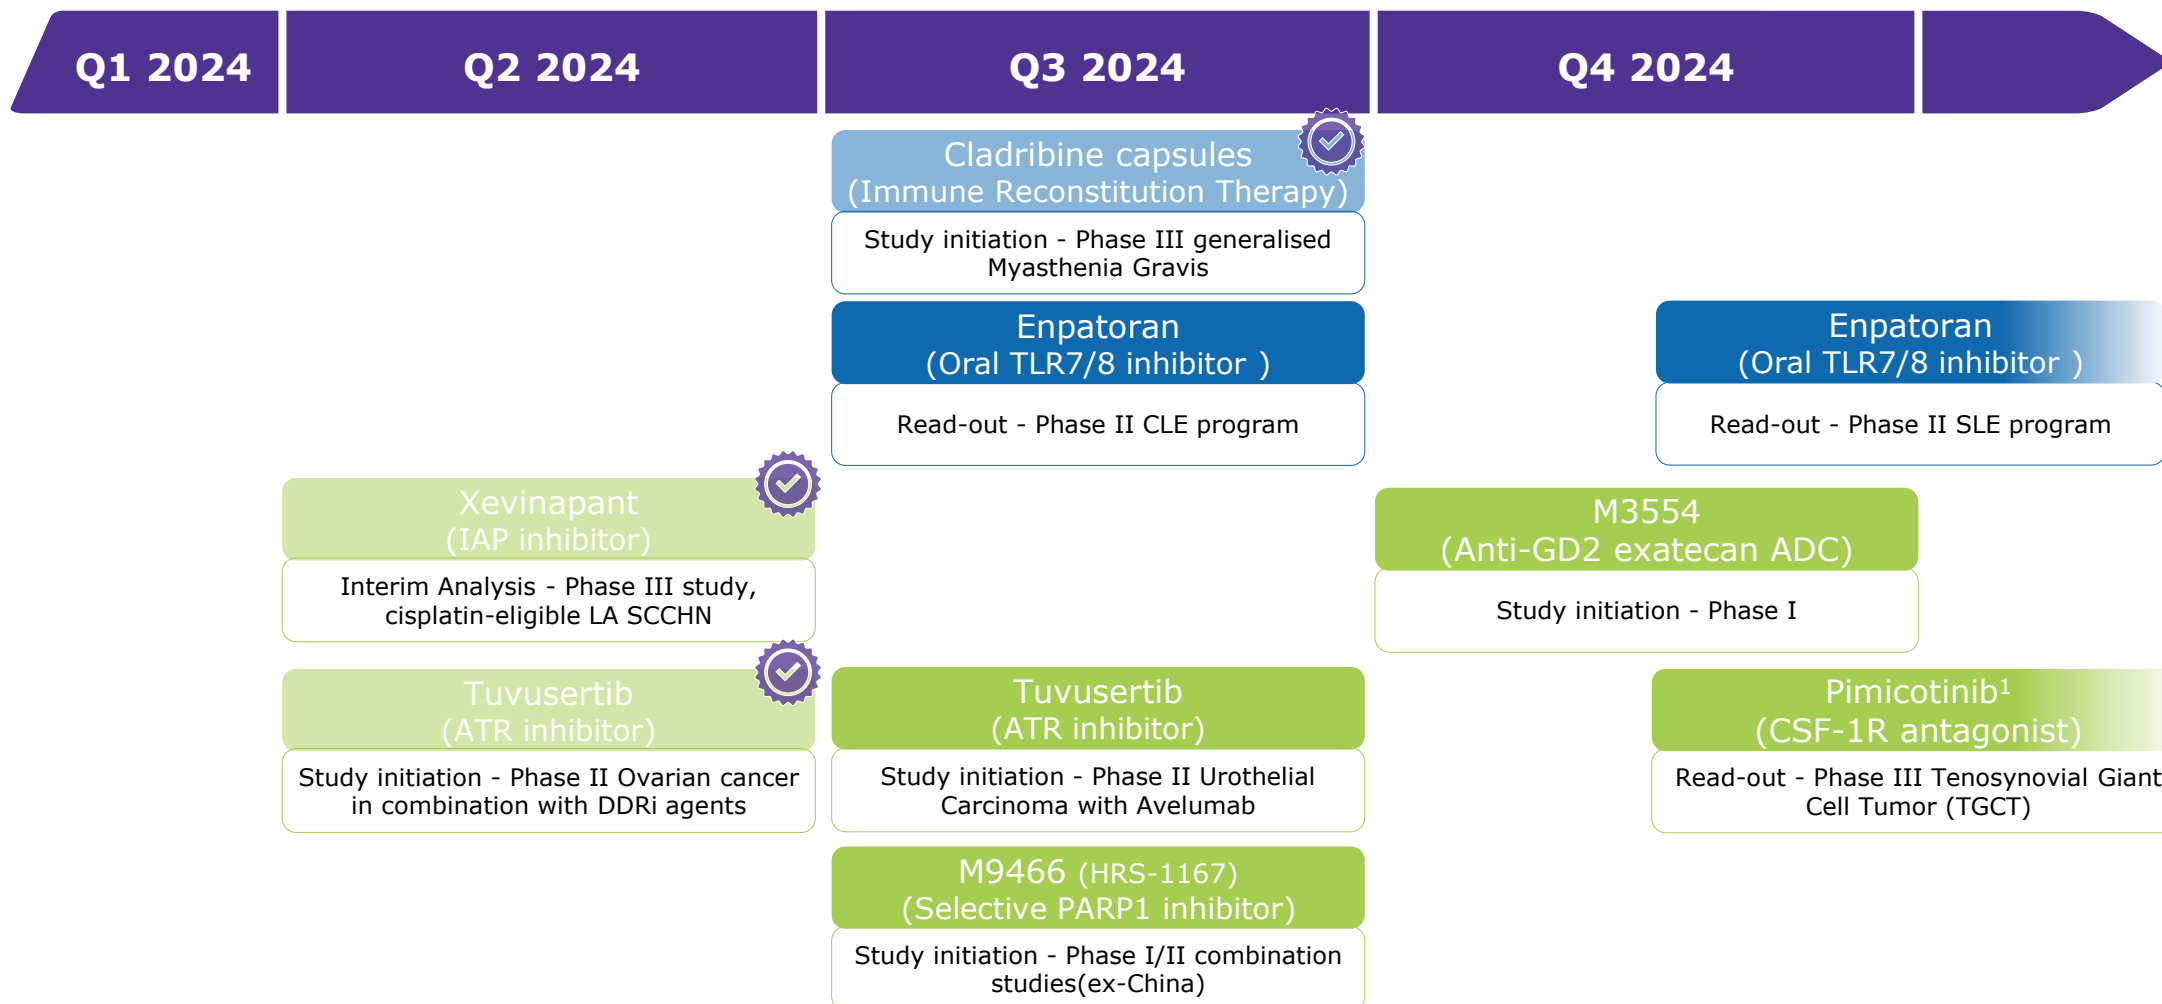 Q1 2024
Q2 2024
Q3 2024
Q4 2024
Cladribine capsules
(Immune Reconstitution Therapy)
Study initiation - Phase III generalised
Myasthenia Gravis
Enpatoran
(Oral TLR7/8 inhibitor )
Read-out - Phase II CLE program
Enpatoran
(Oral TLR7/8 inhibitor )
Read-out - Phase II SLE program
Xevinapant
(IAP inhibitor)
Interim Analysis - Phase III study,
cisplatin-eligible LA SCCHN
M3554
(Anti-GD2 exatecan ADC)
Study initiation - Phase I
Tuvusertib
(ATR inhibitor)
Study initiation - Phase II Ovarian cancer
in combination with DDRi agents
Tuvusertib
(ATR inhibitor)
Study initiation - Phase II Urothelial
Carcinoma with Avelumab
Pimicotinib¹
(CSF-1R antagonist)
Read-out - Phase III Tenosynovial Giant
Cell Tumor (TGCT)
M9466 (HRS-1167)
(Selective PARP1 inhibitor)
Study initiation - Phase I/II combination
studies(ex-China)